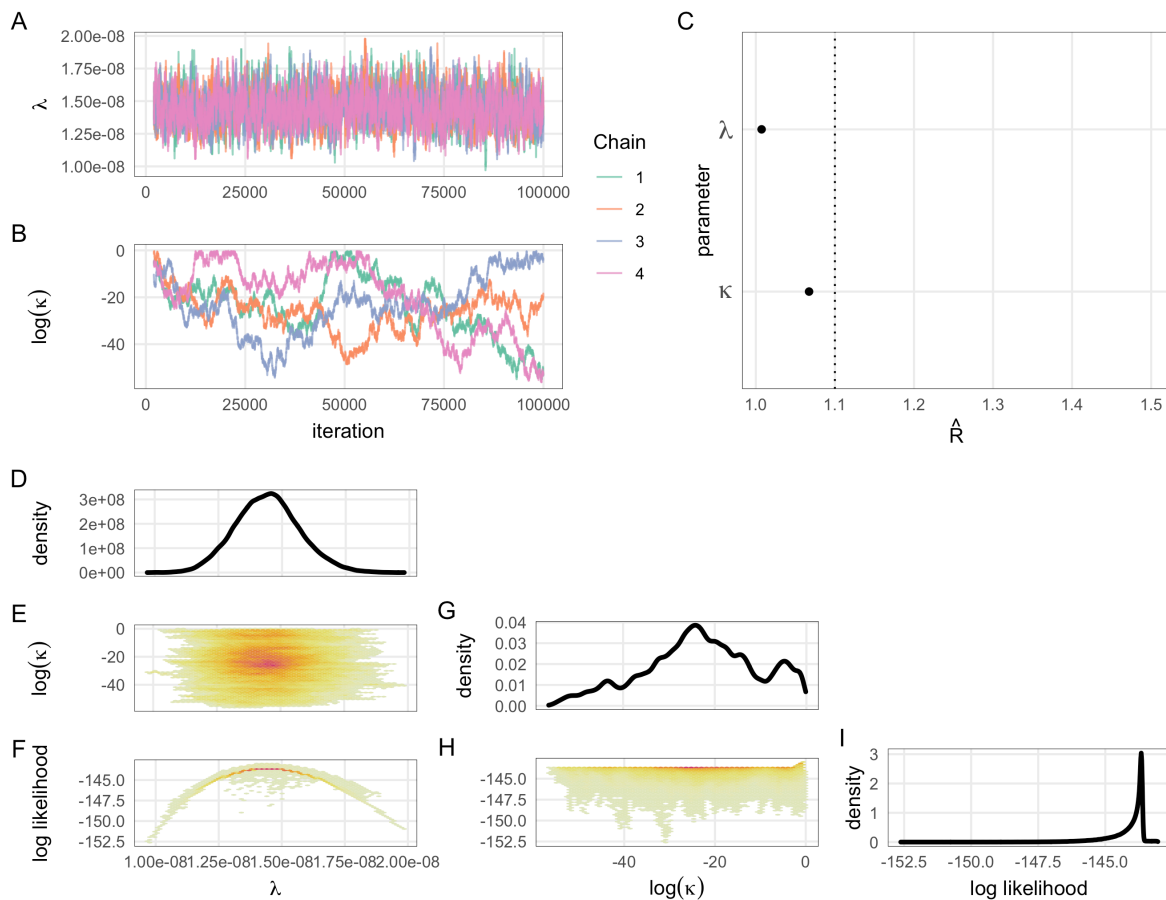 A
2.00e-08
1.75e-08
1.50e-08
1.25e-08
1.00e-08
λ
0 25000 50000 75000 100000
B
0
-20
-40
log(κ)
0 25000 50000 75000 100000
iteration
Chain
1
2
3
4
C
λ
κ
parameter
1.0 1.1 1.2 1.3 1.4 1.5
R̂
D
3e+08
2e+08
1e+08
0e+00
density
E
0
-20
-40
log(κ)
F
-145.0
-147.5
-150.0
-152.5
log likelihood
1.00e-08 1.25e-08 1.50e-08 1.75e-08 2.00e-08
λ
G
0.04
0.03
0.02
0.01
0.00
density
H
-145.0
-147.5
-150.0
-152.5
-40 -20 0
log(κ)
I
3
2
1
0
density
-152.5 -150.0 -147.5 -145.0
log likelihood